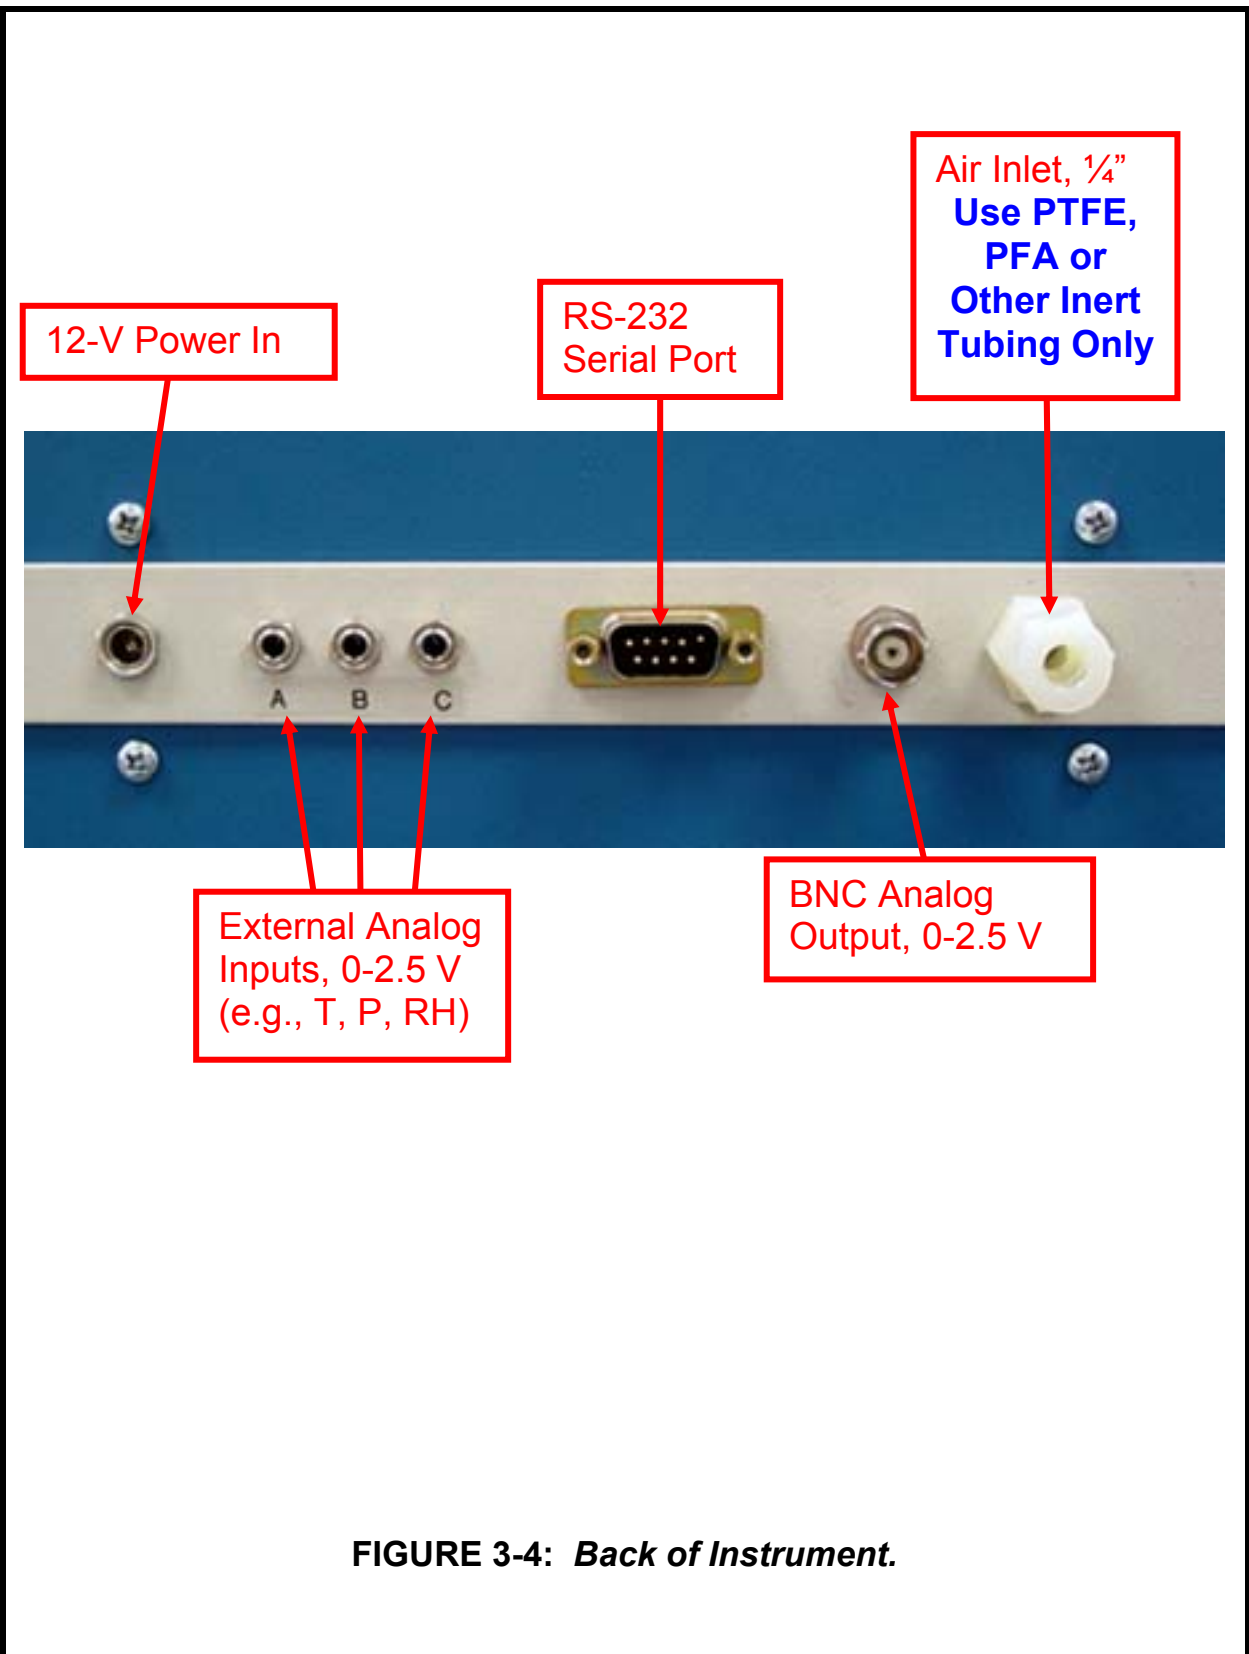 Air Inlet, ¼”
Use PTFE,
PFA or
Other Inert
Tubing Only
RS-232
Serial Port
12-V Power In
A B C
External Analog
Inputs, 0-2.5 V
(e.g., T, P, RH)
BNC Analog
Output, 0-2.5 V
FIGURE 3-4: Back of Instrument.